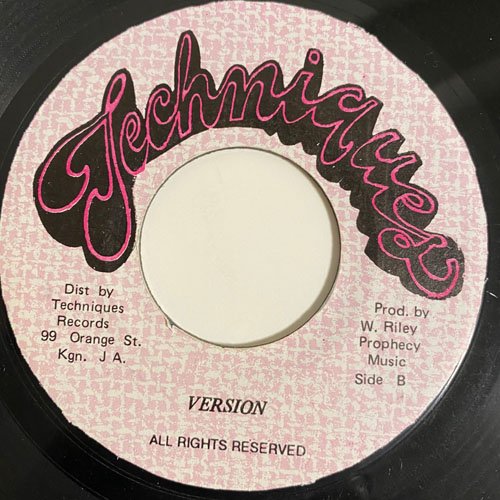 Techniques
Dist by
Techniques
Records
99 Orange St.
Kgn. J A.
Prod. by
W. Riley
Prophecy
Music
Side B
VERSION
ALL RIGHTS RESERVED